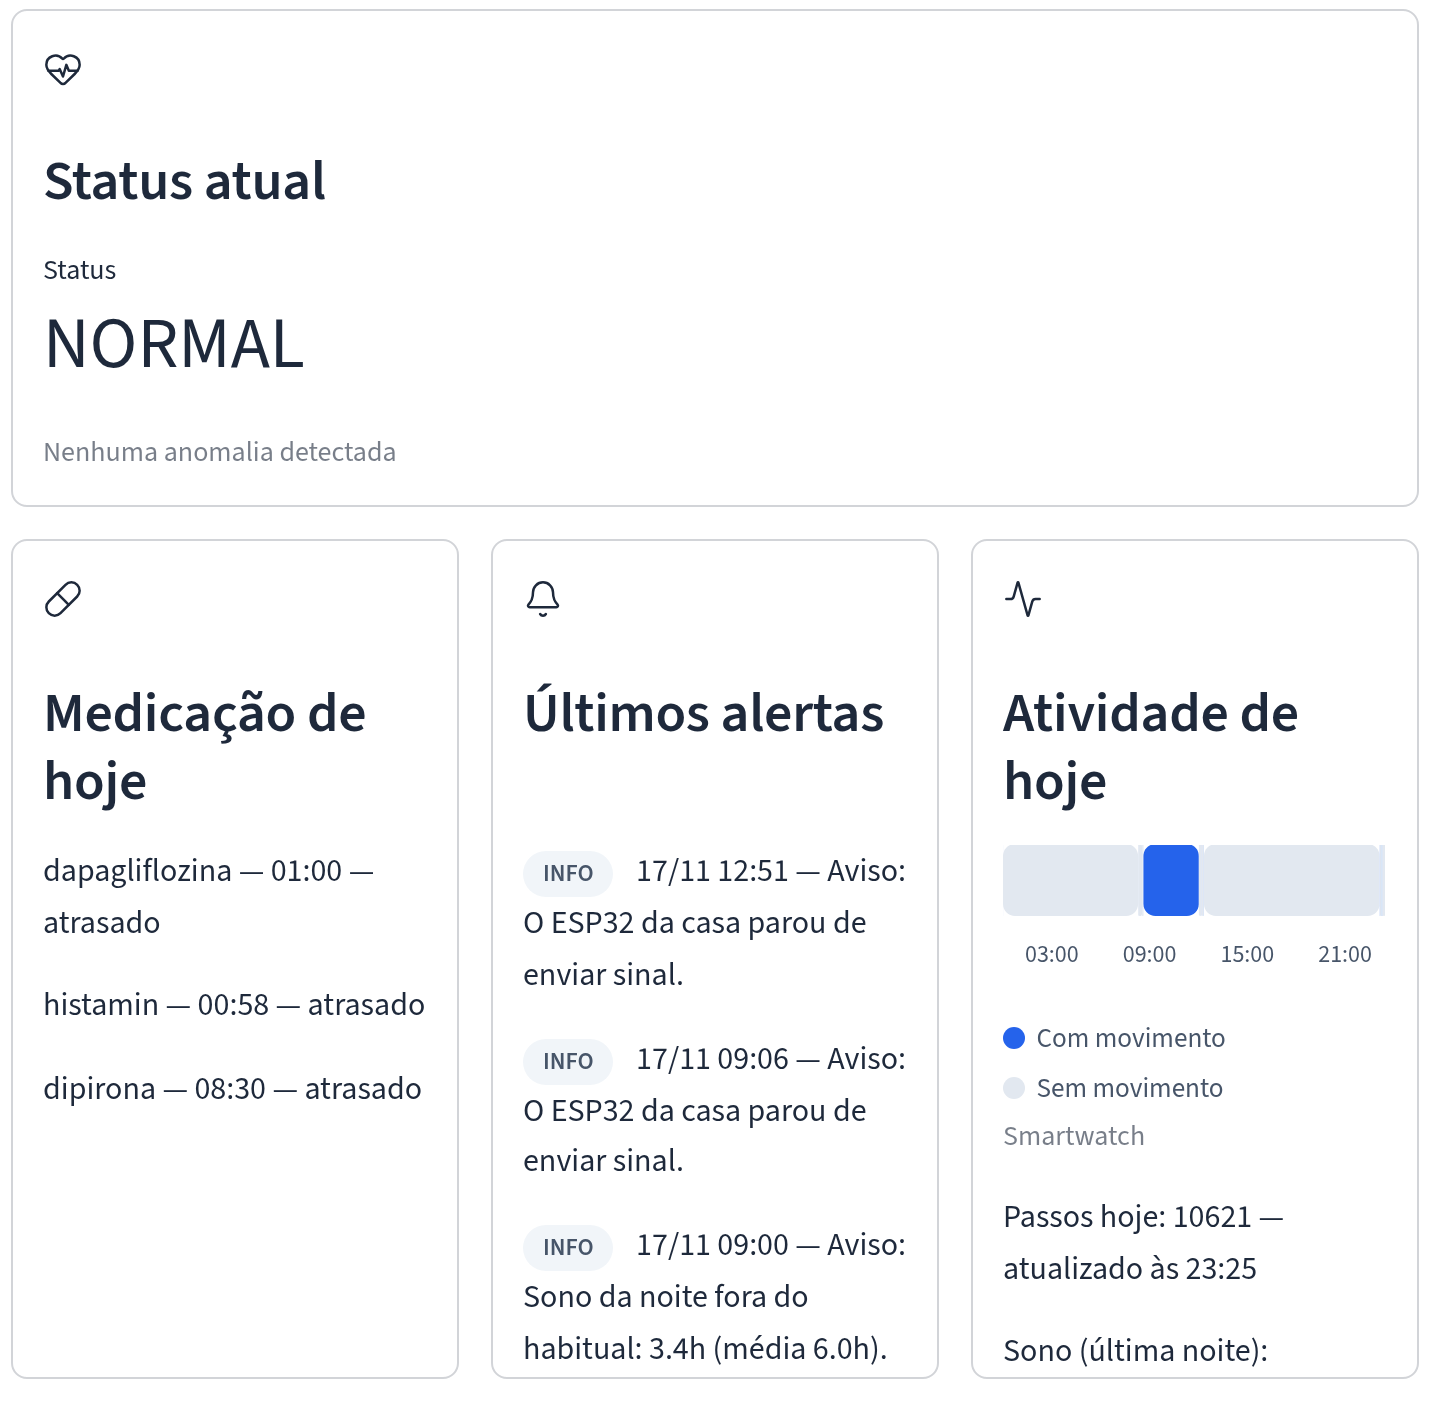 Status atual
Status
NORMAL
Nenhuma anomalia detectada
Medicação de
hoje
dapagliflozina — 01:00 —
atrasado
histamin — 00:58 — atrasado
dipirona — 08:30 — atrasado
Últimos alertas
INFO 17/11 12:51 — Aviso:
O ESP32 da casa parou de
enviar sinal.
INFO 17/11 09:06 — Aviso:
O ESP32 da casa parou de
enviar sinal.
INFO 17/11 09:00 — Aviso:
Sono da noite fora do
habitual: 3.4h (média 6.0h).
Atividade de
hoje
03:00 09:00 15:00 21:00
Com movimento
Sem movimento
Smartwatch
Passos hoje: 10621 —
atualizado às 23:25
Sono (última noite):